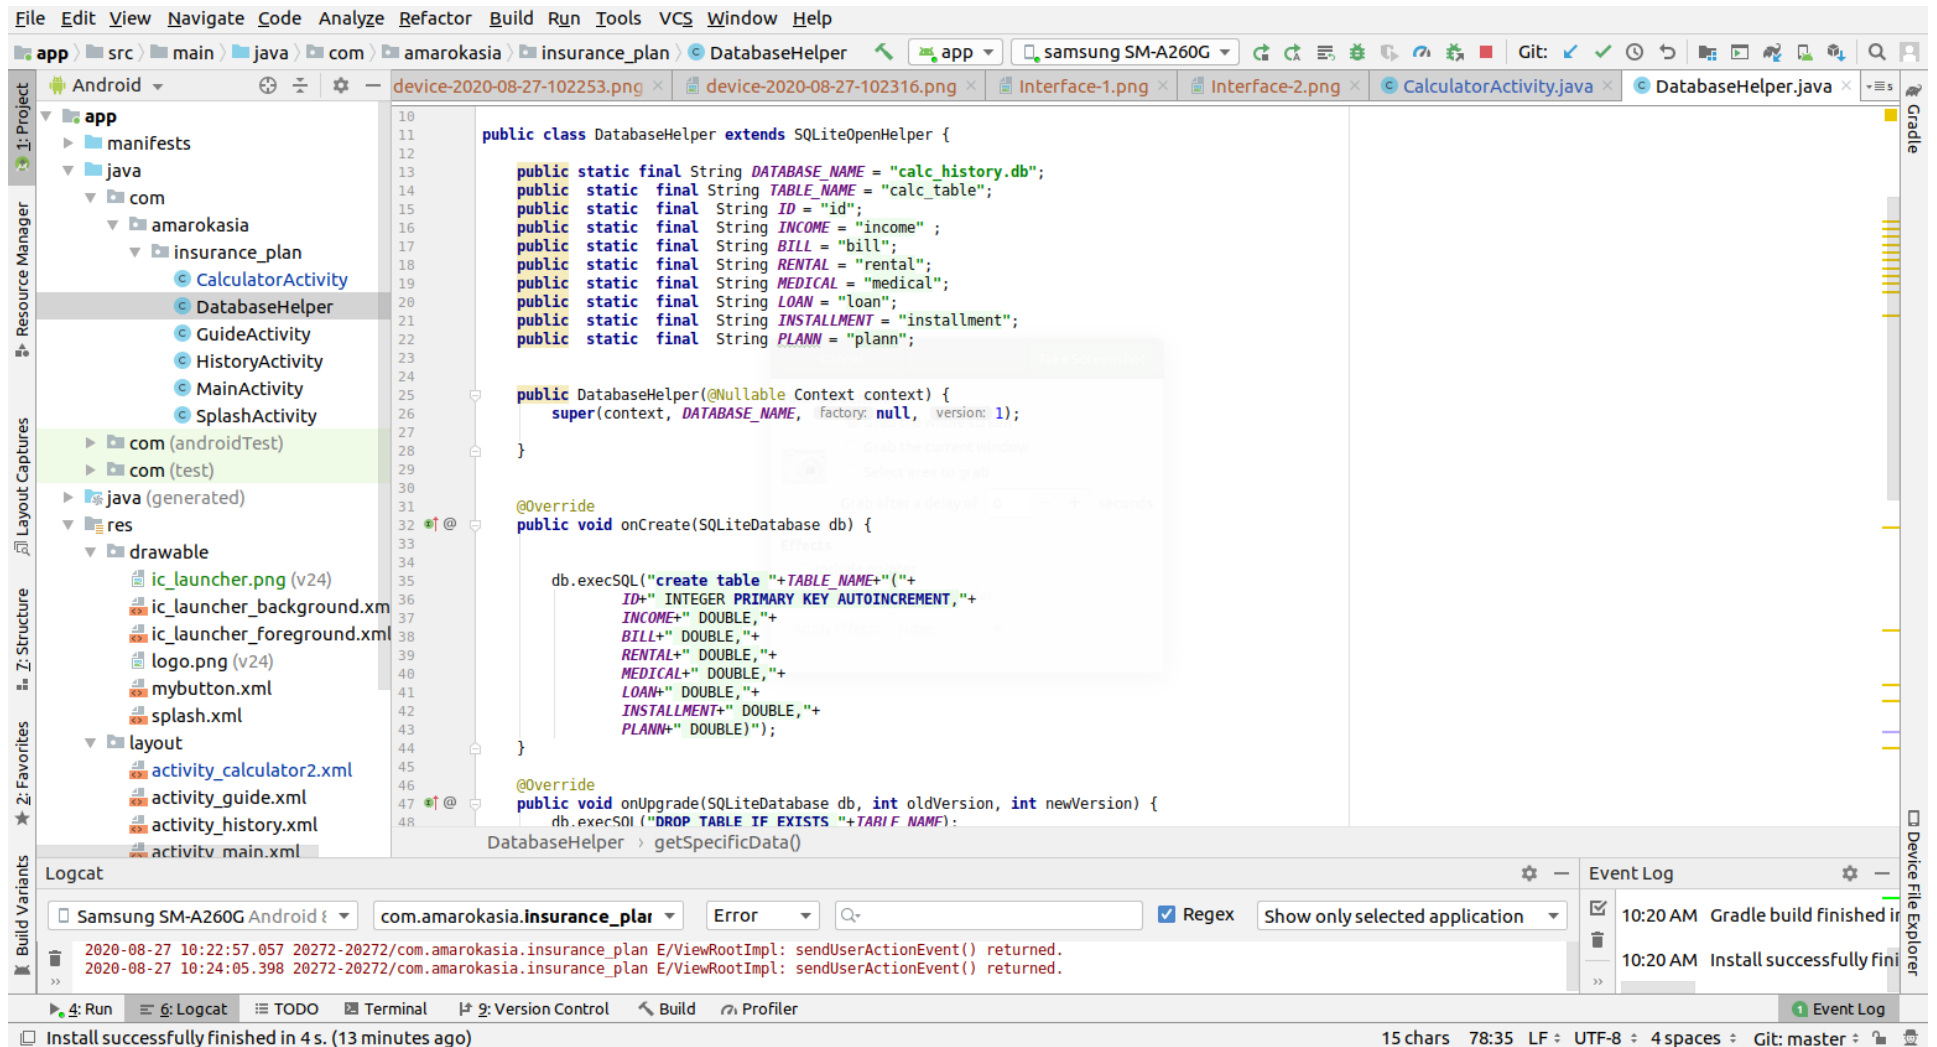 File Edit View Navigate Code Analyze Refactor Build Run Tools VCS Window Help
app src main java com amarokasia insurance_plan DatabaseHelper app samsung SM-A260G Git:
1: Project
Resource Manager
Layout Captures
7: Structure
2: Favorites
Build Variants
Android
app
manifests
java
com
amarokasia
insurance_plan
CalculatorActivity
DatabaseHelper
GuideActivity
HistoryActivity
MainActivity
SplashActivity
com (androidTest)
com (test)
java (generated)
res
drawable
ic_launcher.png (v24)
ic_launcher_background.xm
ic_launcher_foreground.xml
logo.png (v24)
mybutton.xml
splash.xml
layout
activity_calculator2.xml
activity_guide.xml
activity_history.xml
activity_main.xml
device-2020-08-27-102253.png device-2020-08-27-102316.png Interface-1.png Interface-2.png CalculatorActivity.java DatabaseHelper.java
10
11 public class DatabaseHelper extends SQLiteOpenHelper {
12
13 public static final String DATABASE_NAME = "calc_history.db";
14 public static final String TABLE_NAME = "calc_table";
15 public static final String ID = "id";
16 public static final String INCOME = "income" ;
17 public static final String BILL = "bill";
18 public static final String RENTAL = "rental";
19 public static final String MEDICAL = "medical";
20 public static final String LOAN = "loan";
21 public static final String INSTALLMENT = "installment";
22 public static final String PLANN = "plann";
23
24
25 public DatabaseHelper(@Nullable Context context) {
26 super(context, DATABASE_NAME, factory: null, version: 1);
27
28 }
29
30
31 @Override
32 @ public void onCreate(SQLiteDatabase db) {
33
34
35 db.execSQL("create table "+TABLE_NAME+"("+
36 ID+" INTEGER PRIMARY KEY AUTOINCREMENT,"+
37 INCOME+" DOUBLE,"+
38 BILL+" DOUBLE,"+
39 RENTAL+" DOUBLE,"+
40 MEDICAL+" DOUBLE,"+
41 LOAN+" DOUBLE,"+
42 INSTALLMENT+" DOUBLE,"+
43 PLANN+" DOUBLE)");
44 }
45
46 @Override
47 @ public void onUpgrade(SQLiteDatabase db, int oldVersion, int newVersion) {
48 db.execSQL("DROP TABLE IF EXISTS "+TABLE_NAME);
DatabaseHelper › getSpecificData()
Gradle
Device File Explorer
Logcat
Samsung SM-A260G Android 8 com.amarokasia.insurance_plan Error Regex Show only selected application
2020-08-27 10:22:57.057 20272-20272/com.amarokasia.insurance_plan E/ViewRootImpl: sendUserActionEvent() returned.
2020-08-27 10:24:05.398 20272-20272/com.amarokasia.insurance_plan E/ViewRootImpl: sendUserActionEvent() returned.
Event Log
10:20 AM Gradle build finished in
10:20 AM Install successfully fini
4: Run 6: Logcat TODO Terminal 9: Version Control Build Profiler 1 Event Log
Install successfully finished in 4 s. (13 minutes ago) 15 chars 78:35 LF UTF-8 4 spaces Git: master